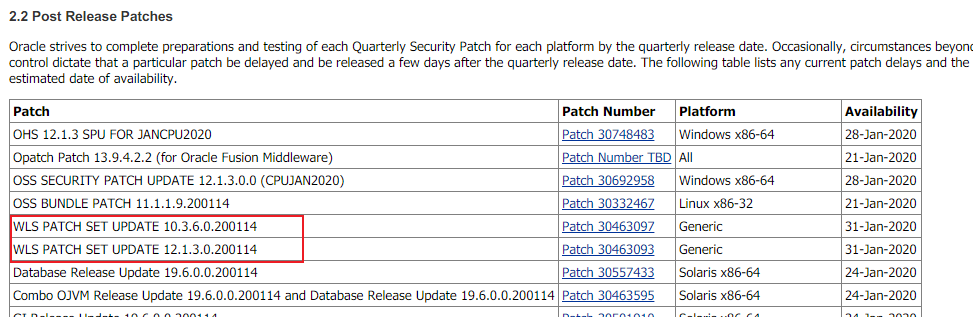 2.2 Post Release Patches
Oracle strives to complete preparations and testing of each Quarterly Security Patch for each platform by the quarterly release date. Occasionally, circumstances beyond
control dictate that a particular patch be delayed and be released a few days after the quarterly release date. The following table lists any current patch delays and the
estimated date of availability.
Patch Patch Number Platform Availability
OHS 12.1.3 SPU FOR JANCPU2020 Patch 30748483 Windows x86-64 28-Jan-2020
Opatch Patch 13.9.4.2.2 (for Oracle Fusion Middleware) Patch Number TBD All 21-Jan-2020
OSS SECURITY PATCH UPDATE 12.1.3.0.0 (CPUJAN2020) Patch 30692958 Windows x86-64 28-Jan-2020
OSS BUNDLE PATCH 11.1.1.9.200114 Patch 30332467 Linux x86-32 21-Jan-2020
WLS PATCH SET UPDATE 10.3.6.0.200114 Patch 30463097 Generic 31-Jan-2020
WLS PATCH SET UPDATE 12.1.3.0.200114 Patch 30463093 Generic 31-Jan-2020
Database Release Update 19.6.0.0.200114 Patch 30557433 Solaris x86-64 24-Jan-2020
Combo OJVM Release Update 19.6.0.0.200114 and Database Release Update 19.6.0.0.200114 Patch 30463595 Solaris x86-64 24-Jan-2020